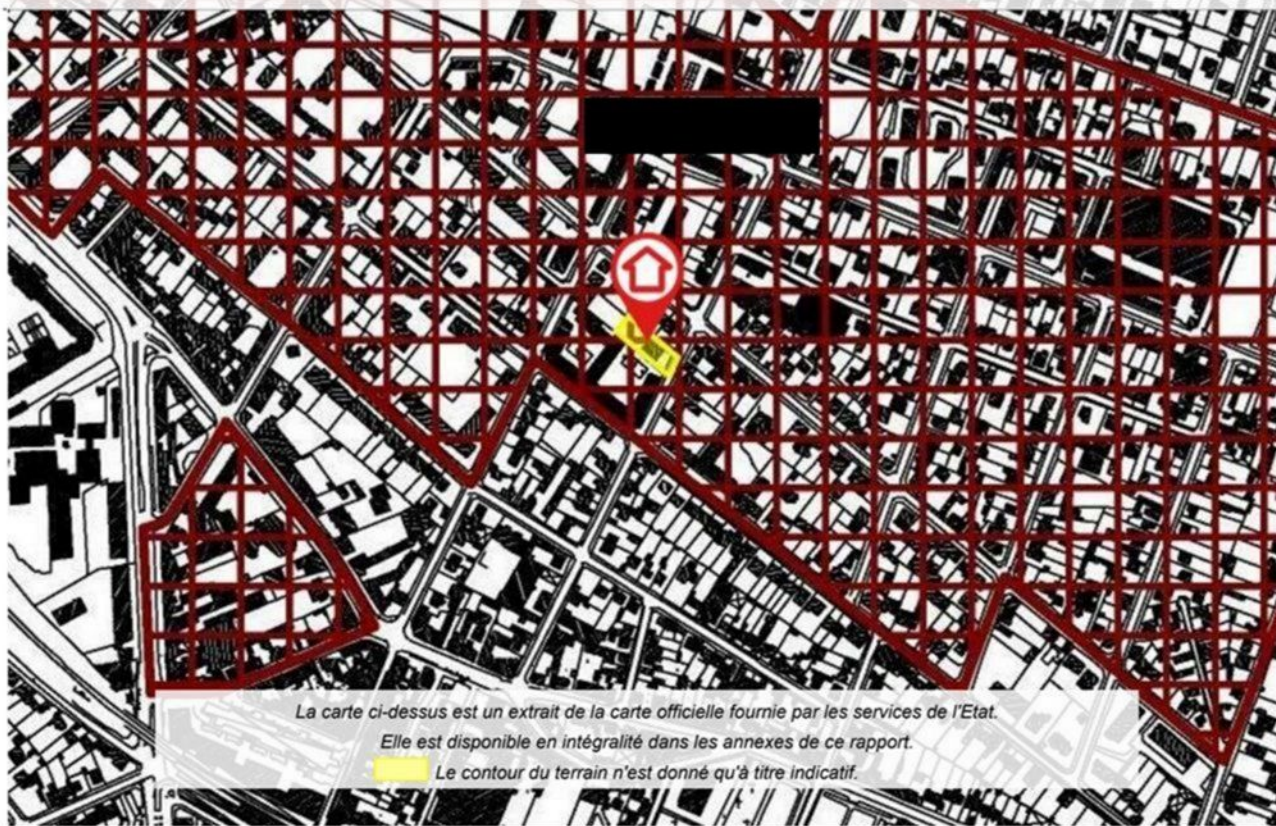 La carte ci-dessus est un extrait de la carte officielle fournie par les services de l'Etat.
Elle est disponible en intégralité dans les annexes de ce rapport.
Le contour du terrain n'est donné qu'à titre indicatif.